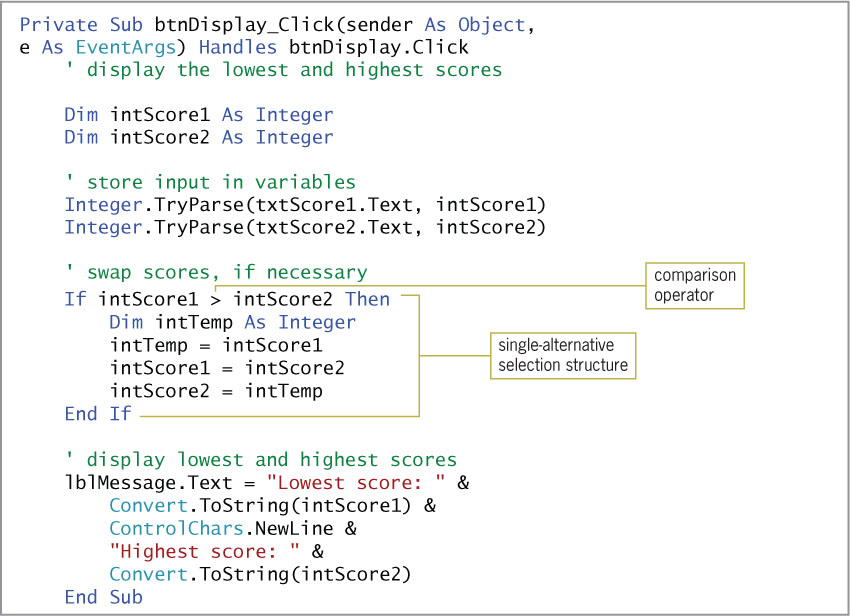 Private Sub btnDisplay_Click(sender As Object,
e As EventArgs) Handles btnDisplay.Click
' display the lowest and highest scores
Dim intScore1 As Integer
Dim intScore2 As Integer
' store input in variables
Integer.TryParse(txtScore1.Text, intScore1)
Integer.TryParse(txtScore2.Text, intScore2)
' swap scores, if necessary
If intScore1 > intScore2 Then
Dim intTemp As Integer
intTemp = intScore1
intScore1 = intScore2
intScore2 = intTemp
End If
comparison
operator
single-alternative
selection structure
' display lowest and highest scores
lblMessage.Text = "Lowest score: " &
Convert.ToString(intScore1) &
ControlChars.NewLine &
"Highest score: " &
Convert.ToString(intScore2)
End Sub